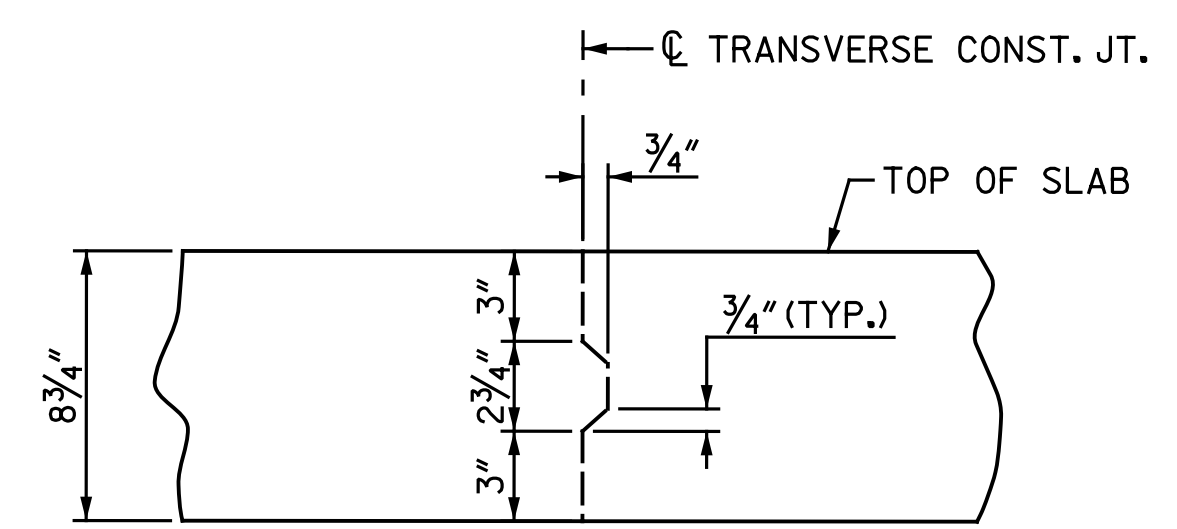 ℄ TRANSVERSE CONST. JT.
3/4"
TOP OF SLAB
3"
3/4" (TYP.)
8 3/4"
2 3/4"
3"